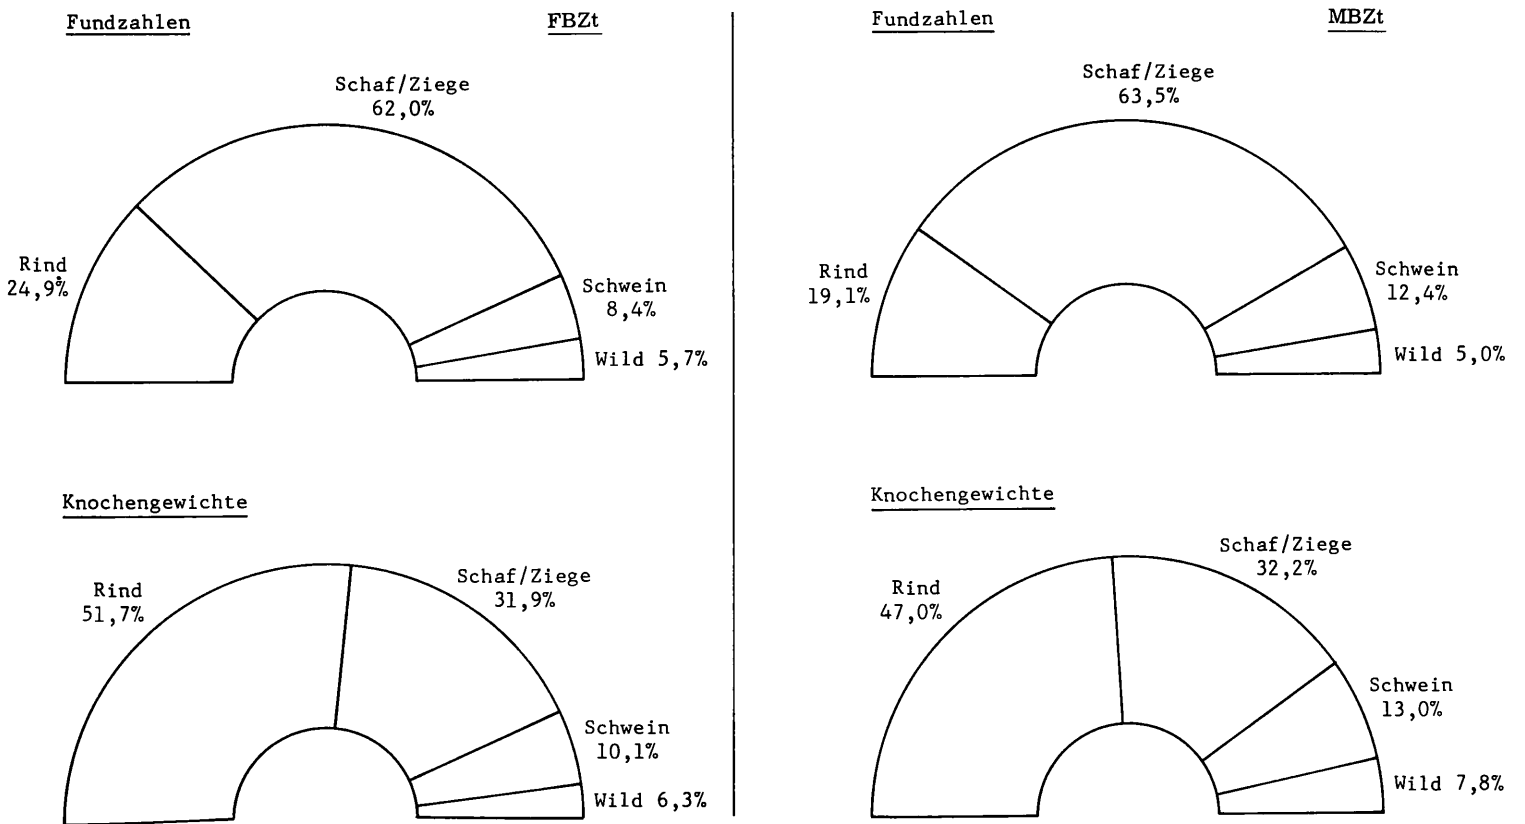 Fundzahlen
FBZt
Schaf/Ziege
62,0%
Rind
24,9%
Schwein
8,4%
Wild 5,7%
Knochengewichte
Rind
51,7%
Schaf/Ziege
31,9%
Schwein
10,1%
Wild 6,3%
Fundzahlen
MBZt
Schaf/Ziege
63,5%
Rind
19,1%
Schwein
12,4%
Wild 5,0%
Knochengewichte
Rind
47,0%
Schaf/Ziege
32,2%
Schwein
13,0%
Wild 7,8%